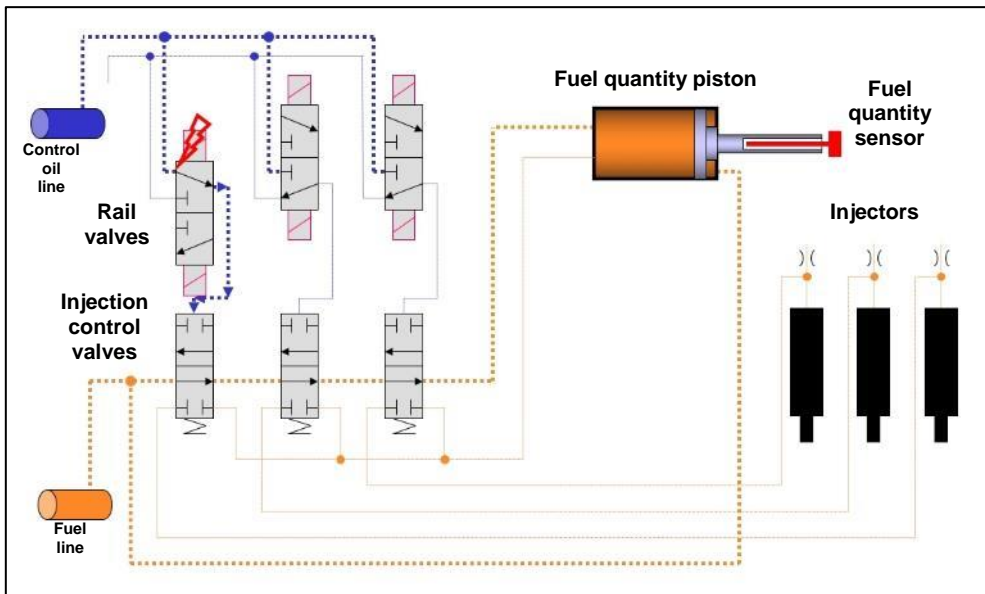 Fuel quantity piston
Fuel
quantity
sensor
Control
oil
line
Rail
valves
Injectors
Injection
control
valves
Fuel
line